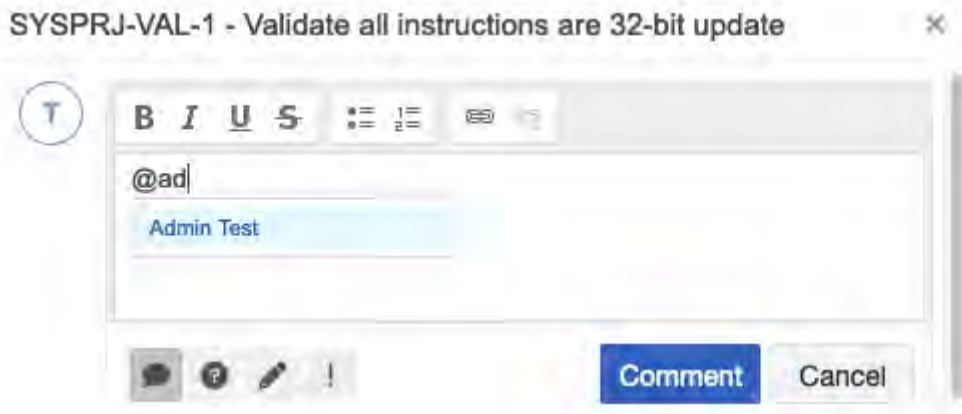 SYSPRJ-VAL-1 - Validate all instructions are 32-bit update
T
B I U S
@ad
Admin Test
Comment Cancel